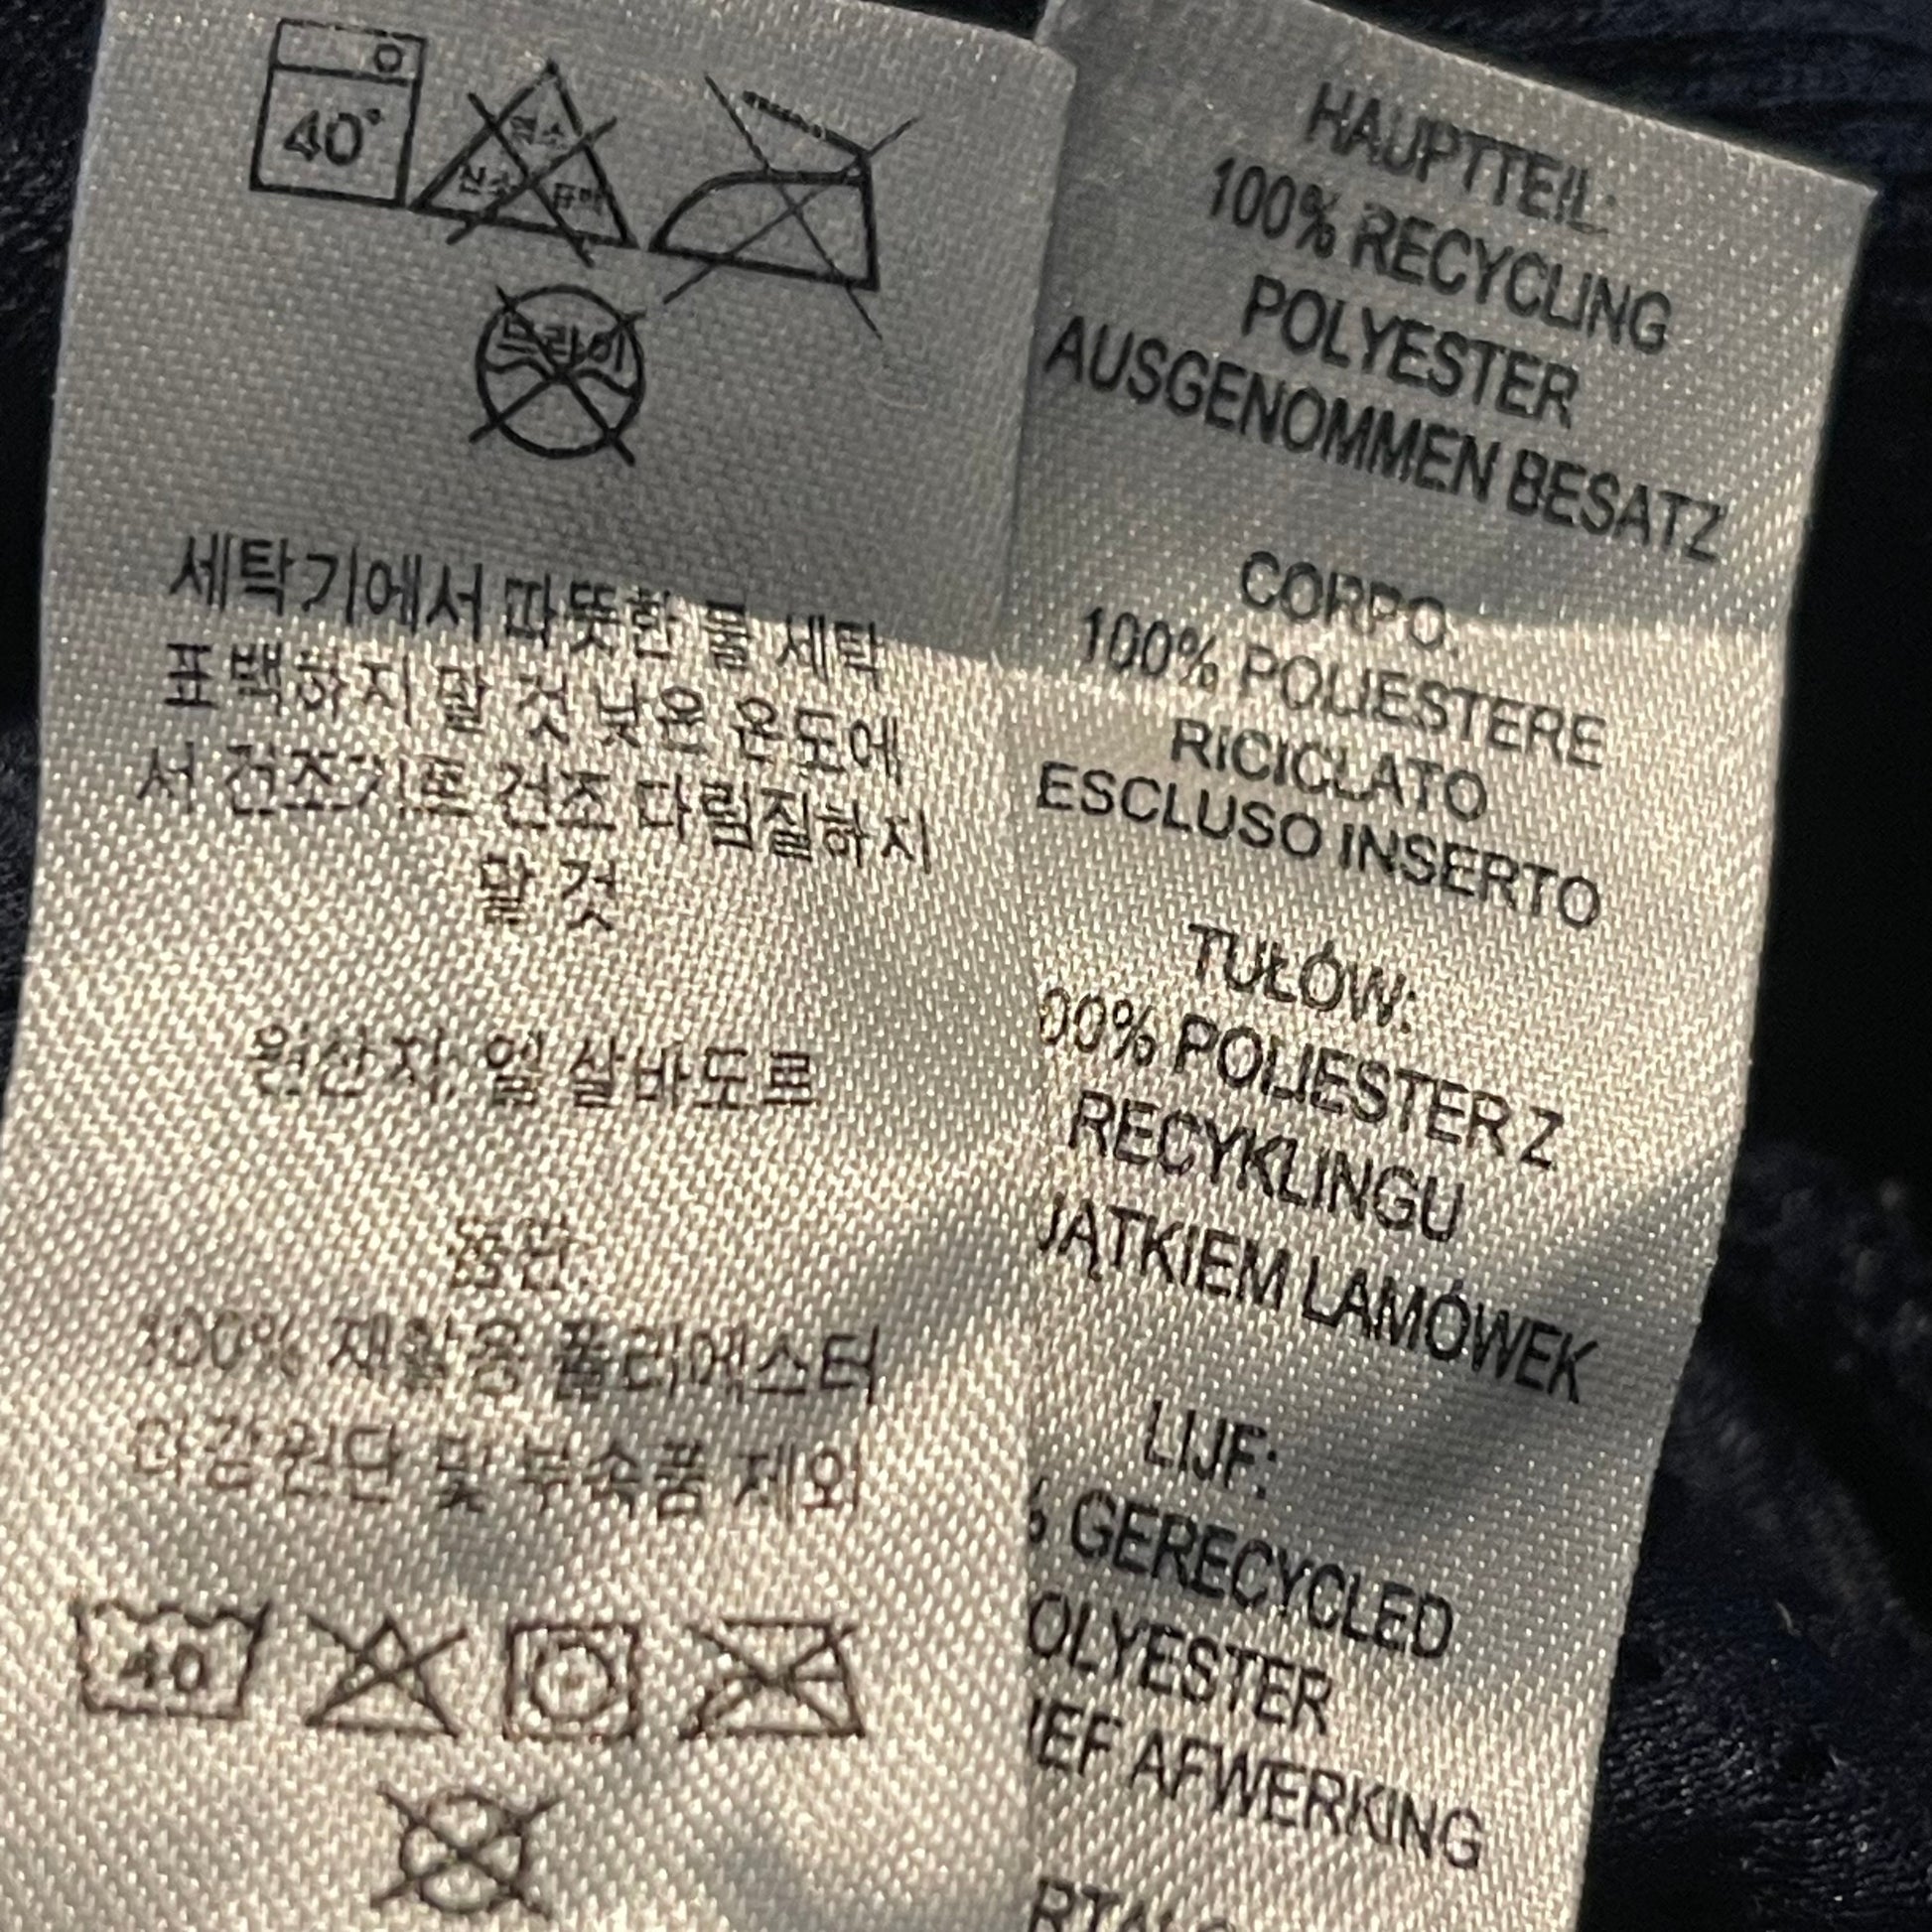 40°
염소
산소 표백
드라이
세탁기에서 따뜻한 물 세탁
표백하지 말 것 낮은 온도에
서 건조기로 건조 다림질하지
말 것
원산지: 엘살바도르
몸판:
100% 재활용 폴리에스터
마감 원단 및 부속품 제외
40
HAUPTTEIL:
100% RECYCLING
POLYESTER
AUSGENOMMEN BESATZ
CORPO:
100% POLIESTERE
RICICLATO
ESCLUSO INSERTO
TUŁÓW:
00% POLIESTER Z
RECYKLINGU
JĄTKIEM LAMÓWEK
LIJF:
% GERECYCLED
OLYESTER
IEF AFWERKING